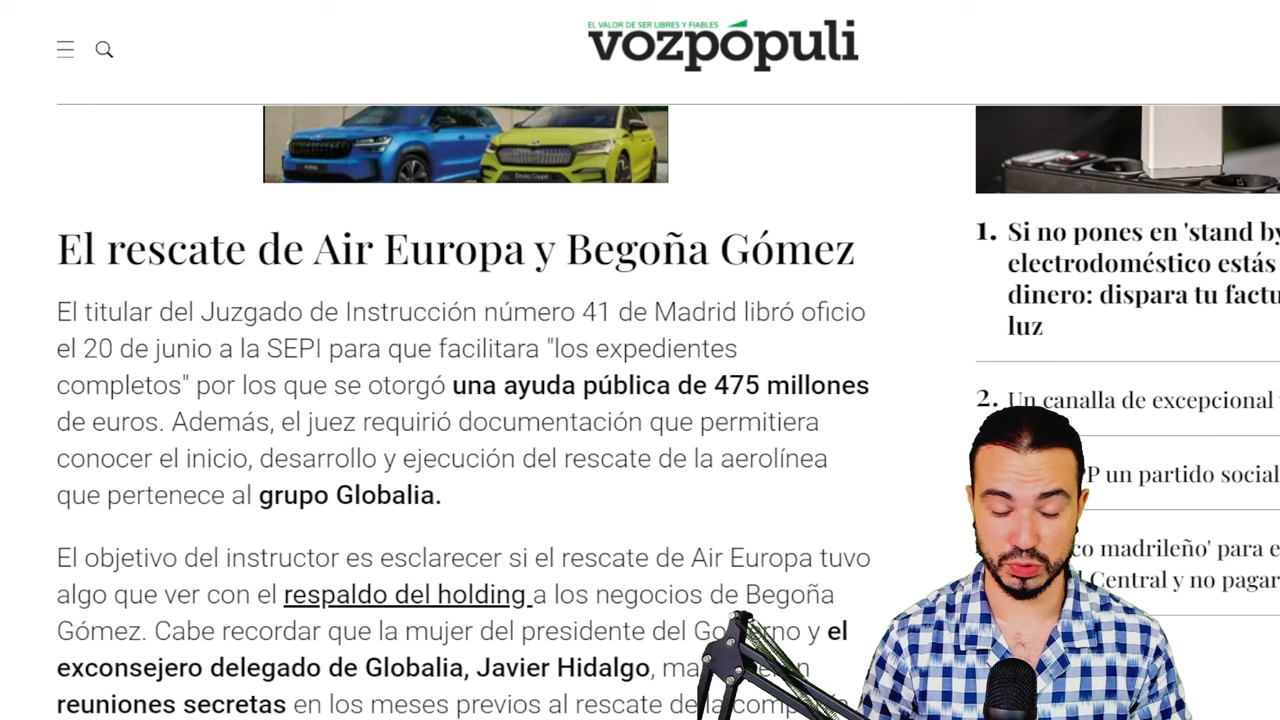 EL VALOR DE SER LIBRES Y FIABLES
vozpópuli
El rescate de Air Europa y Begoña Gómez
El titular del Juzgado de Instrucción número 41 de Madrid libró oficio
el 20 de junio a la SEPI para que facilitara "los expedientes
completos" por los que se otorgó una ayuda pública de 475 millones
de euros. Además, el juez requirió documentación que permitiera
conocer el inicio, desarrollo y ejecución del rescate de la aerolínea
que pertenece al grupo Globalia.
El objetivo del instructor es esclarecer si el rescate de Air Europa tuvo
algo que ver con el respaldo del holding a los negocios de Begoña
Gómez. Cabe recordar que la mujer del presidente del y el
exconsejero delegado de Globalia, Javier Hidalgo,
reuniones secretas en los meses previos al rescate de la
1. Si no pones en 'stand by
electrodoméstico estás
dinero: dispara tu factu
luz
2. Un canalla de excepcional
P un partido social
co madrileño' para e
l Central y no pagar